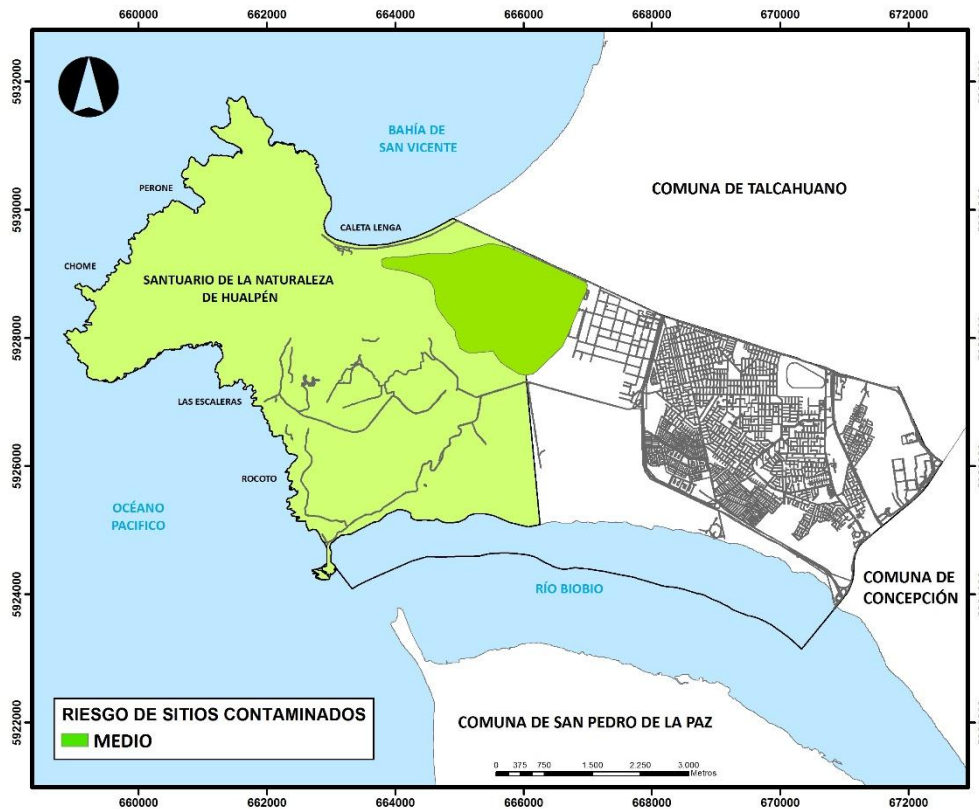 660000 662000 664000 666000 668000 670000 672000
5932000
5930000
5928000
5926000
5924000
5922000
BAHÍA DE
SAN VICENTE
COMUNA DE TALCAHUANO
PERONE
CALETA LENGA
CHOME
SANTUARIO DE LA NATURALEZA
DE HUALPÉN
LAS ESCALERAS
ROCOTO
OCÉANO
PACIFICO
RÍO BIOBIO
COMUNA DE
CONCEPCIÓN
COMUNA DE SAN PEDRO DE LA PAZ
RIESGO DE SITIOS CONTAMINADOS
MEDIO
0 375 750 1.500 2.250 3.000
Metros
660000 662000 664000 666000 668000 670000 672000